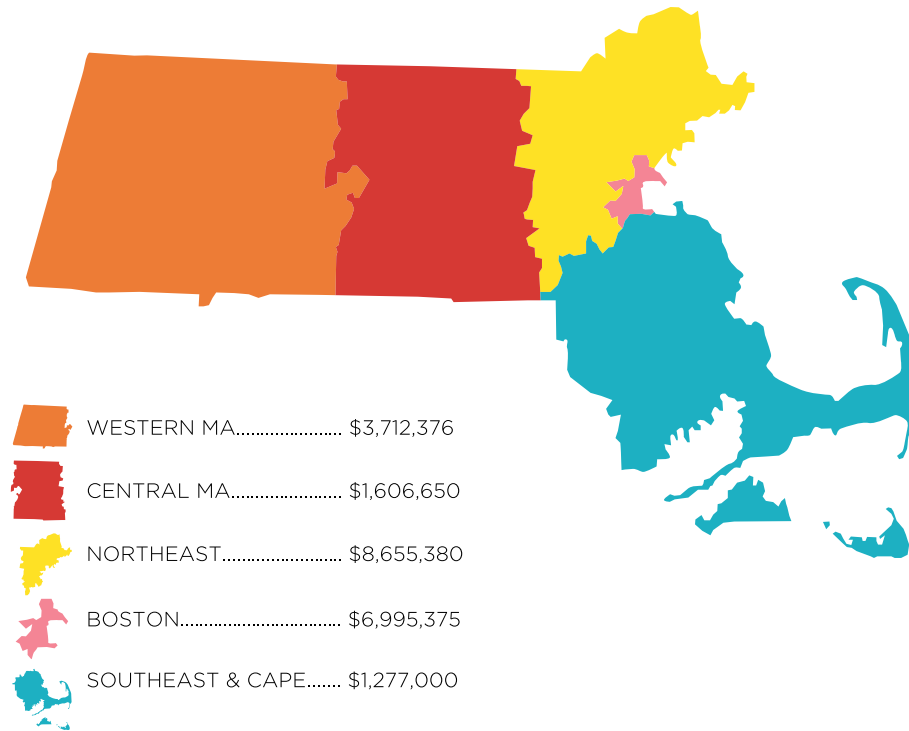 WESTERN MA..................... $3,712,376
CENTRAL MA...................... $1,606,650
NORTHEAST........................ $8,655,380
BOSTON................................ $6,995,375
SOUTHEAST & CAPE....... $1,277,000